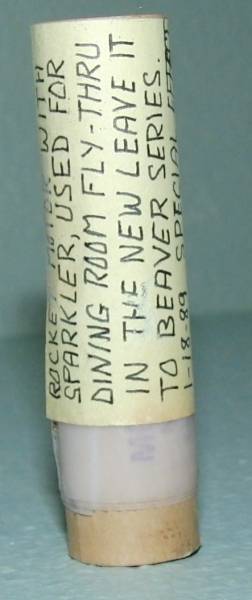 ROCKET MOTOR WITH
SPARKLER, USED FOR
DINING ROOM FLY-THRU
IN THE NEW LEAVE IT
TO BEAVER SERIES.
1-18-89 SPECIAL
M